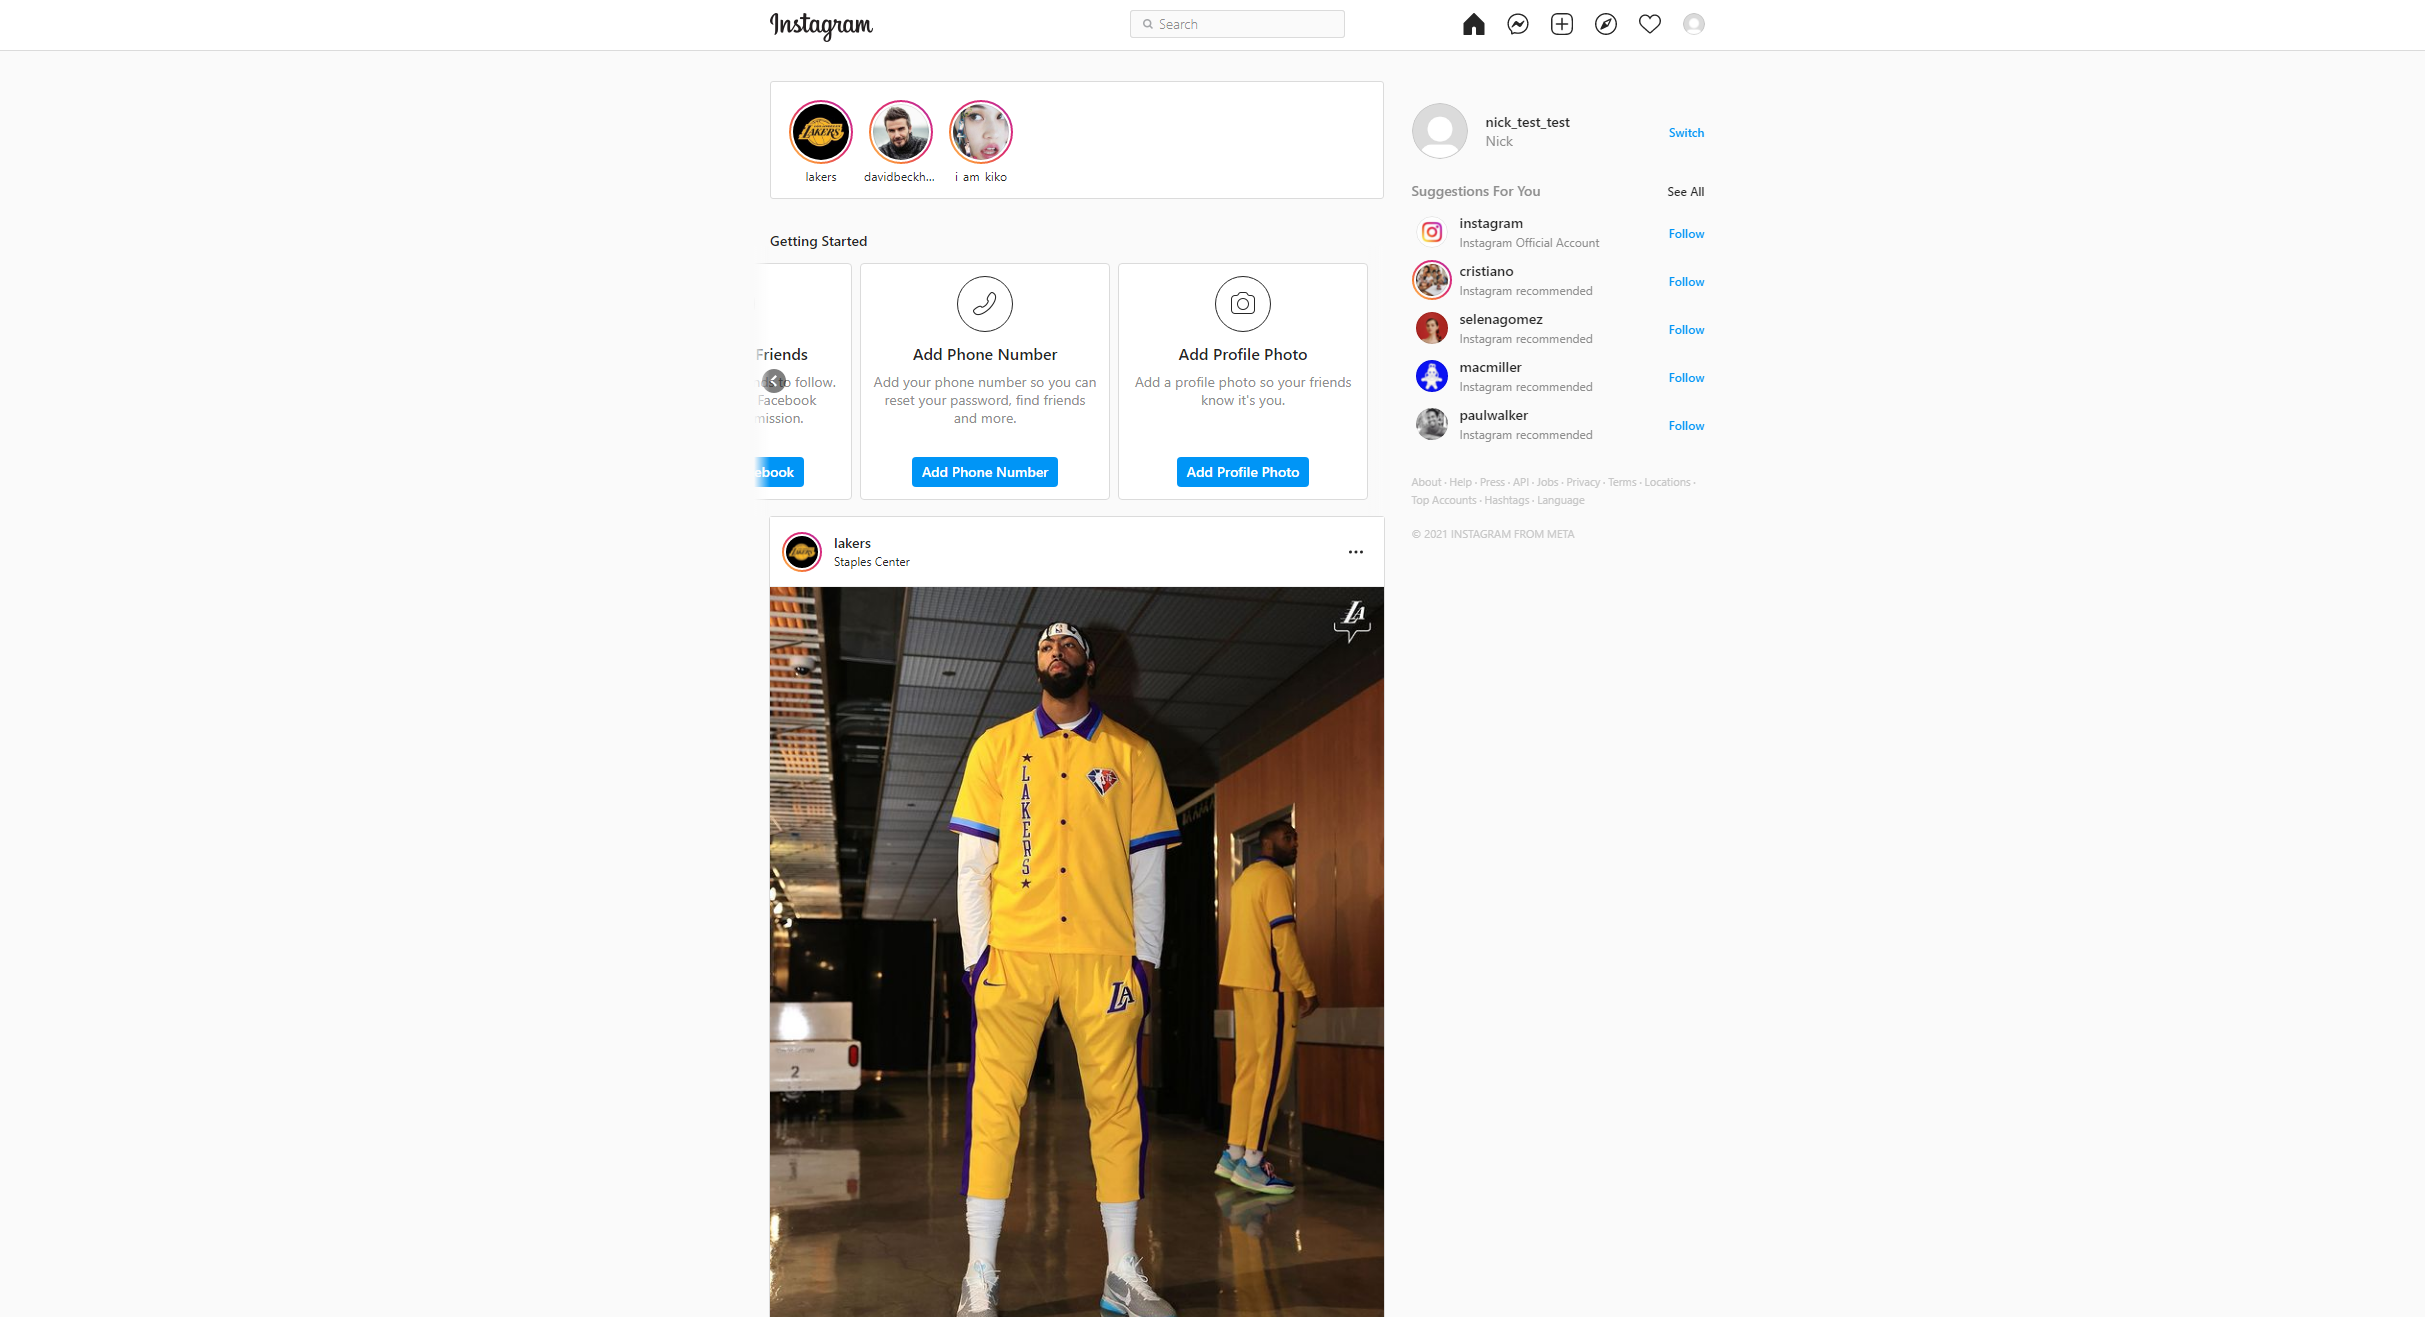 Instagram
Search
lakers
davidbeckh...
i am kiko
Getting Started
Friends
to follow.
Facebook
mission.
ebook
Add Phone Number
Add your phone number so you can
reset your password, find friends
and more.
Add Phone Number
Add Profile Photo
Add a profile photo so your friends
know it's you.
Add Profile Photo
lakers
Staples Center
LA
LAKERS
LA
2
nick_test_test
Nick
Switch
Suggestions For You
See All
instagram
Instagram Official Account
Follow
cristiano
Instagram recommended
Follow
selenagomez
Instagram recommended
Follow
macmiller
Instagram recommended
Follow
paulwalker
Instagram recommended
Follow
About · Help · Press · API · Jobs · Privacy · Terms · Locations ·
Top Accounts · Hashtags · Language
© 2021 INSTAGRAM FROM META